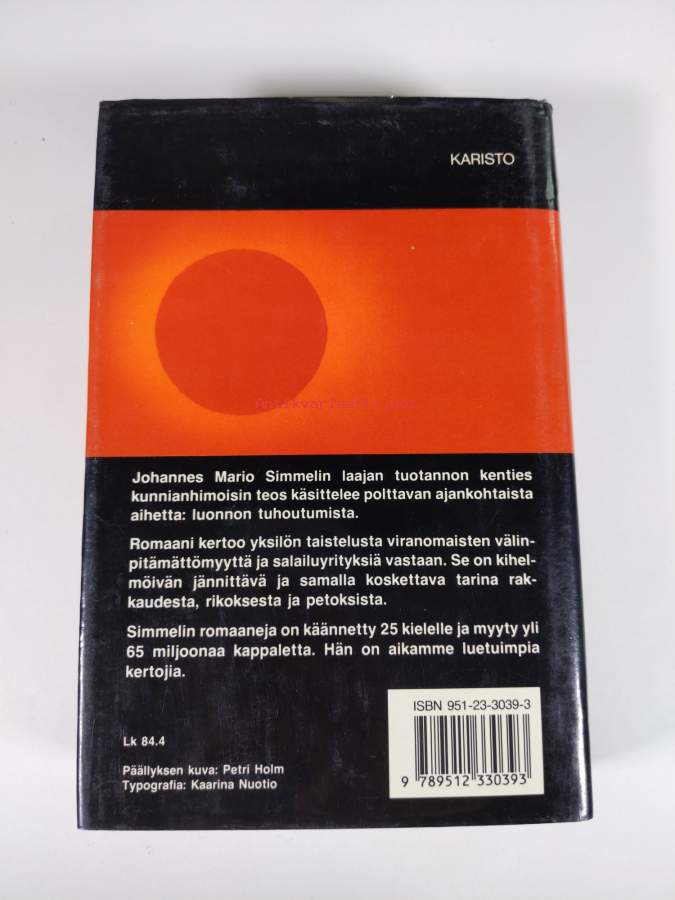 KARISTO
Antikvariaatti.net
Johannes Mario Simmelin laajan tuotannon kenties
kunnianhimoisin teos käsittelee polttavan ajankohtaista
aihetta: luonnon tuhoutumista.
Romaani kertoo yksilön taistelusta viranomaisten välin-
pitämättömyyttä ja salailuyrityksiä vastaan. Se on kihel-
möivän jännittävä ja samalla koskettava tarina rak-
kaudesta, rikoksesta ja petoksista.
Simmelin romaaneja on käännetty 25 kielelle ja myyty yli
65 miljoonaa kappaletta. Hän on aikamme luetuimpia
kertojia.
ISBN 951-23-3039-3
Lk 84.4
Päällyksen kuva: Petri Holm
Typografia: Kaarina Nuotio
9 789512 330393